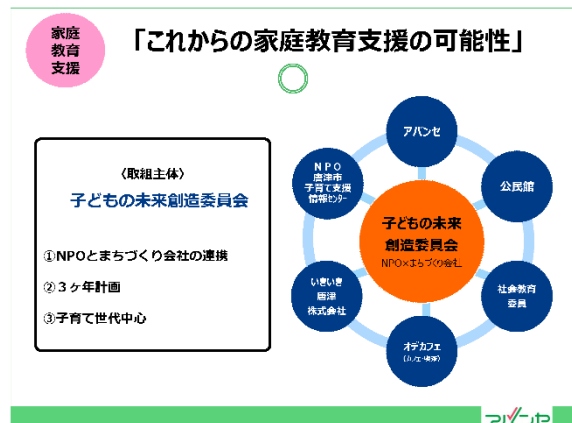 家庭
教育
支援
「これからの家庭教育支援の可能性」
〈取組主体〉
子どもの未来創造委員会
①NPOとまちづくり会社の連携
②３ヶ年計画
③子育て世代中心
アバンセ
NPO
唐津市
子育て支援
情報センター
公民館
子どもの未来
創造委員会
NPO×まちづくり会社
いきいき
唐津
株式会社
社会教育
委員
オデカフェ